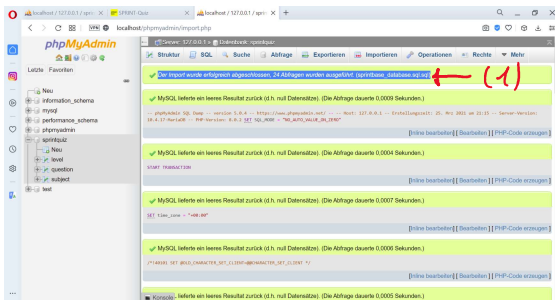 localhost / 127.0.0.1 / sprin
SPRINT-Quiz
localhost / 127.0.0.1 / spri
VPN
localhost/phpmyadmin/import.php
phpMyAdmin
Letzte Favoriten
Neu
information_schema
mysql
performance_schema
phpmyadmin
sprintquiz
Neu
level
question
subject
test
Server: 127.0.0.1 » Datenbank: sprintquiz
Struktur SQL Suche Abfrage Exportieren Importieren Operationen Rechte Mehr
Der Import wurde erfolgreich abgeschlossen, 24 Abfragen wurden ausgeführt. (sprintbase_database.sql.sql)
(1)
MySQL lieferte ein leeres Resultat zurück (d.h. null Datensätze). (Die Abfrage dauerte 0,0009 Sekunden.)
-- phpMyAdmin SQL Dump -- version 5.0.4 -- https://www.phpmyadmin.net/ -- -- Host: 127.0.0.1 -- Erstellungszeit: 25. Mrz 2021 um 21:15 -- Server-Version:
10.4.17-MariaDB -- PHP-Version: 8.0.2 SET SQL_MODE = "NO_AUTO_VALUE_ON_ZERO"
[Inline bearbeiten] [ Bearbeiten ] [ PHP-Code erzeugen ]
MySQL lieferte ein leeres Resultat zurück (d.h. null Datensätze). (Die Abfrage dauerte 0,0004 Sekunden.)
START TRANSACTION
[Inline bearbeiten] [ Bearbeiten ] [ PHP-Code erzeugen ]
MySQL lieferte ein leeres Resultat zurück (d.h. null Datensätze). (Die Abfrage dauerte 0,0007 Sekunden.)
SET time_zone = "+00:00"
[Inline bearbeiten] [ Bearbeiten ] [ PHP-Code erzeugen ]
MySQL lieferte ein leeres Resultat zurück (d.h. null Datensätze). (Die Abfrage dauerte 0,0006 Sekunden.)
/*!40101 SET @OLD_CHARACTER_SET_CLIENT=@@CHARACTER_SET_CLIENT */
[Inline bearbeiten] [ Bearbeiten ] [ PHP-Code erzeugen ]
Konsole lieferte ein leeres Resultat zurück (d.h. null Datensätze). (Die Abfrage dauerte 0,0005 Sekunden.)